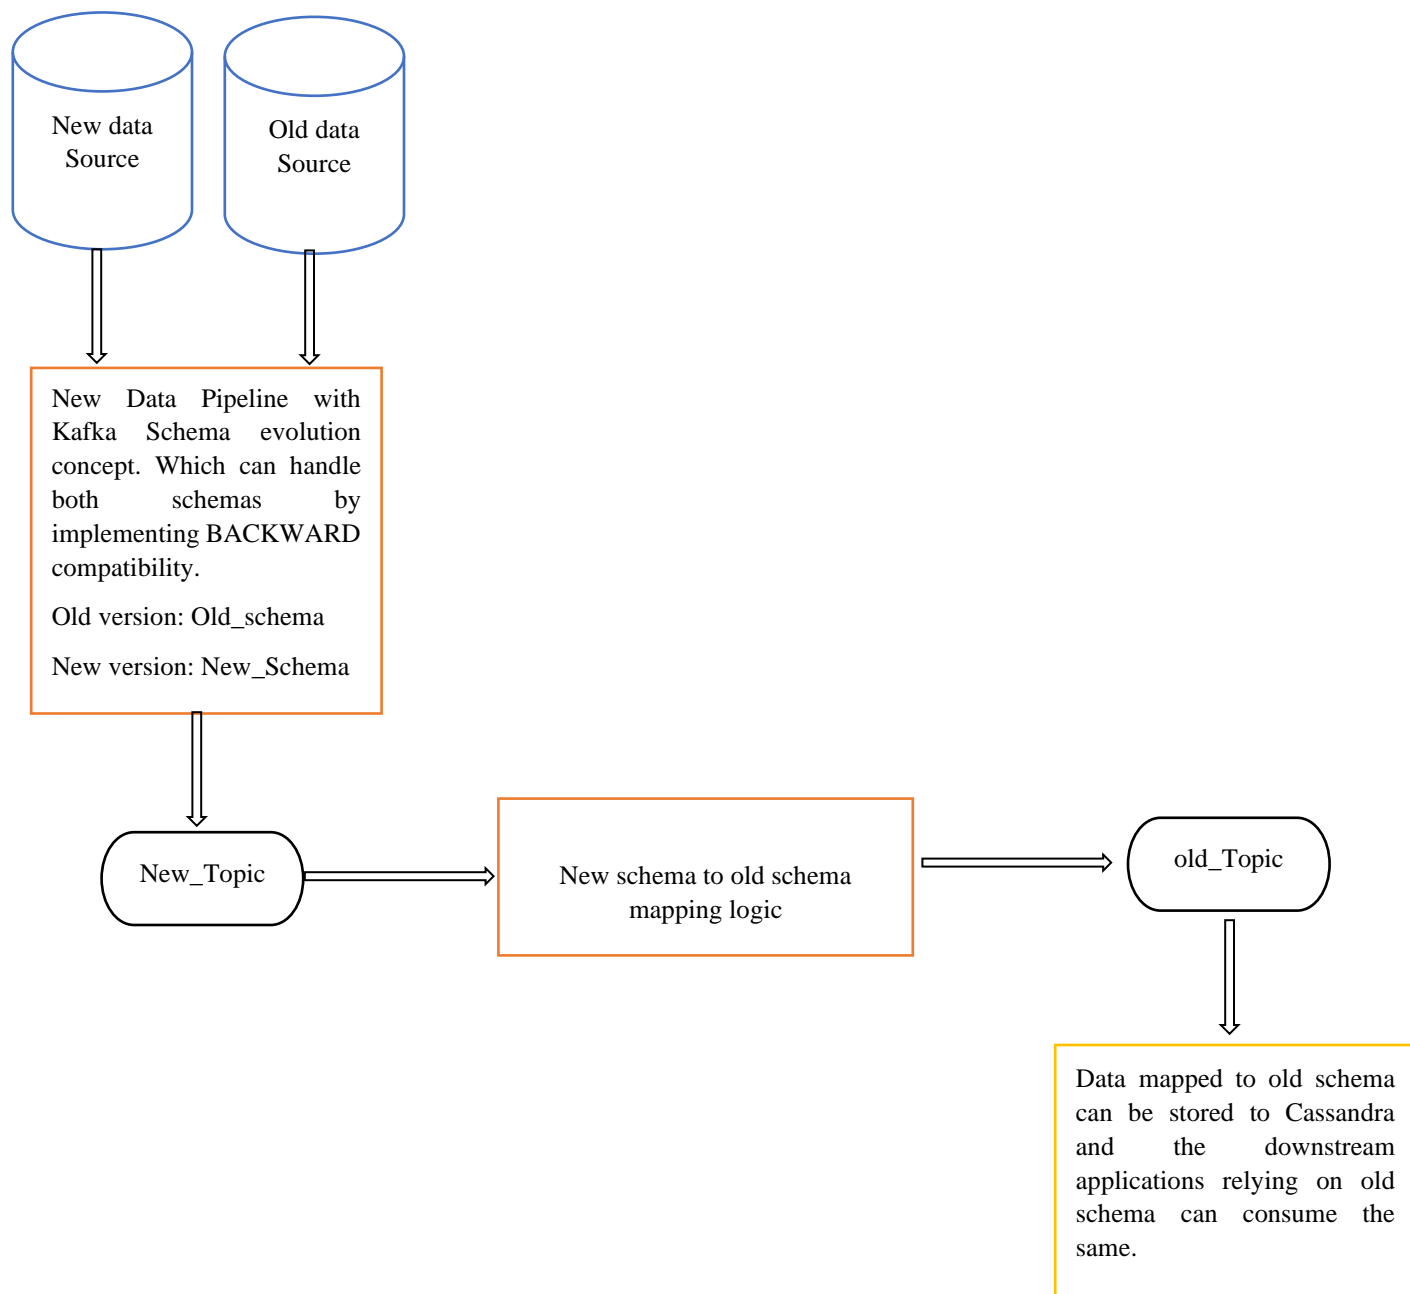 New data
Source
Old data
Source
New Data Pipeline with
Kafka Schema evolution
concept. Which can handle
both schemas by
implementing BACKWARD
compatibility.
Old version: Old_schema
New version: New_Schema
New_Topic
New schema to old schema
mapping logic
old_Topic
Data mapped to old schema
can be stored to Cassandra
and the downstream
applications relying on old
schema can consume the
same.